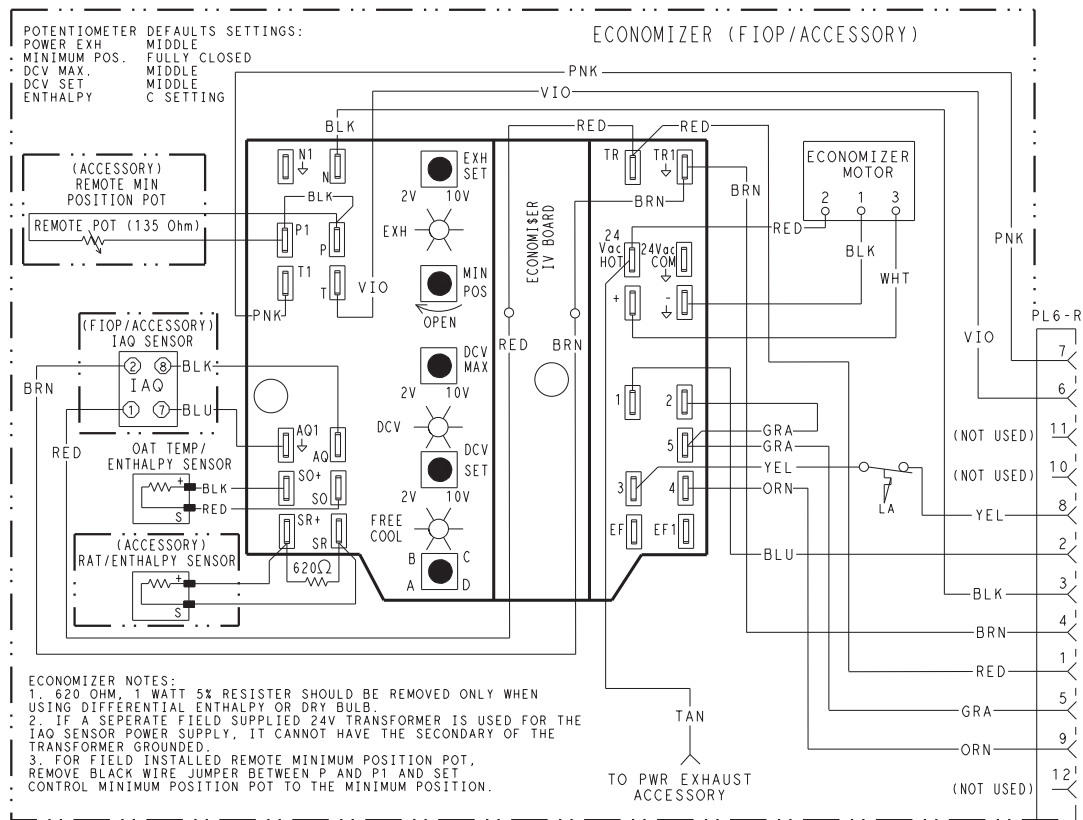 POTENTIOMETER DEFAULTS SETTINGS:
POWER EXH MIDDLE
MINIMUM POS. FULLY CLOSED
DCV MAX. MIDDLE
DCV SET MIDDLE
ENTHALPY C SETTING
ECONOMIZER (FIOP/ACCESSORY)
PNK
VIO
BLK
RED
RED
(ACCESSORY)
REMOTE MIN
POSITION POT
REMOTE POT (135 Ohm)
N1
N
BLK
P1
P
T1
T
VIO
PNK
EXH
SET
2V 10V
EXH
MIN
POS
OPEN
DCV
MAX
2V 10V
DCV
DCV
SET
2V 10V
FREE
COOL
B
C
A
D
ECONOMI$ER
IV BOARD
RED
BRN
TR
TR1
BRN
BRN
24
Vac
HOT
24Vac
COM
+
-
ECONOMIZER
MOTOR
2
1
3
RED
BLK
WHT
PNK
VIO
(FIOP/ACCESSORY)
IAQ SENSOR
2
8
IAQ
1
7
BLK
BLU
BRN
RED
OAT TEMP/
ENTHALPY SENSOR
+
S
BLK
RED
AQ1
AQ
SO+
SO
SR+
SR
620Ω
(ACCESSORY)
RAT/ENTHALPY SENSOR
+
S
1
2
5
3
4
EF
EF1
GRA
GRA
YEL
ORN
LA
BLU
PL6-R
7
6
(NOT USED) 11
(NOT USED) 10
YEL 8
2
BLK 3
BRN 4
RED 1
GRA 5
ORN 9
(NOT USED) 12
TAN
TO PWR EXHAUST
ACCESSORY
ECONOMIZER NOTES:
1. 620 OHM, 1 WATT 5% RESISTER SHOULD BE REMOVED ONLY WHEN
USING DIFFERENTIAL ENTHALPY OR DRY BULB.
2. IF A SEPERATE FIELD SUPPLIED 24V TRANSFORMER IS USED FOR THE
IAQ SENSOR POWER SUPPLY, IT CANNOT HAVE THE SECONDARY OF THE
TRANSFORMER GROUNDED.
3. FOR FIELD INSTALLED REMOTE MINIMUM POSITION POT,
REMOVE BLACK WIRE JUMPER BETWEEN P AND P1 AND SET
CONTROL MINIMUM POSITION POT TO THE MINIMUM POSITION.